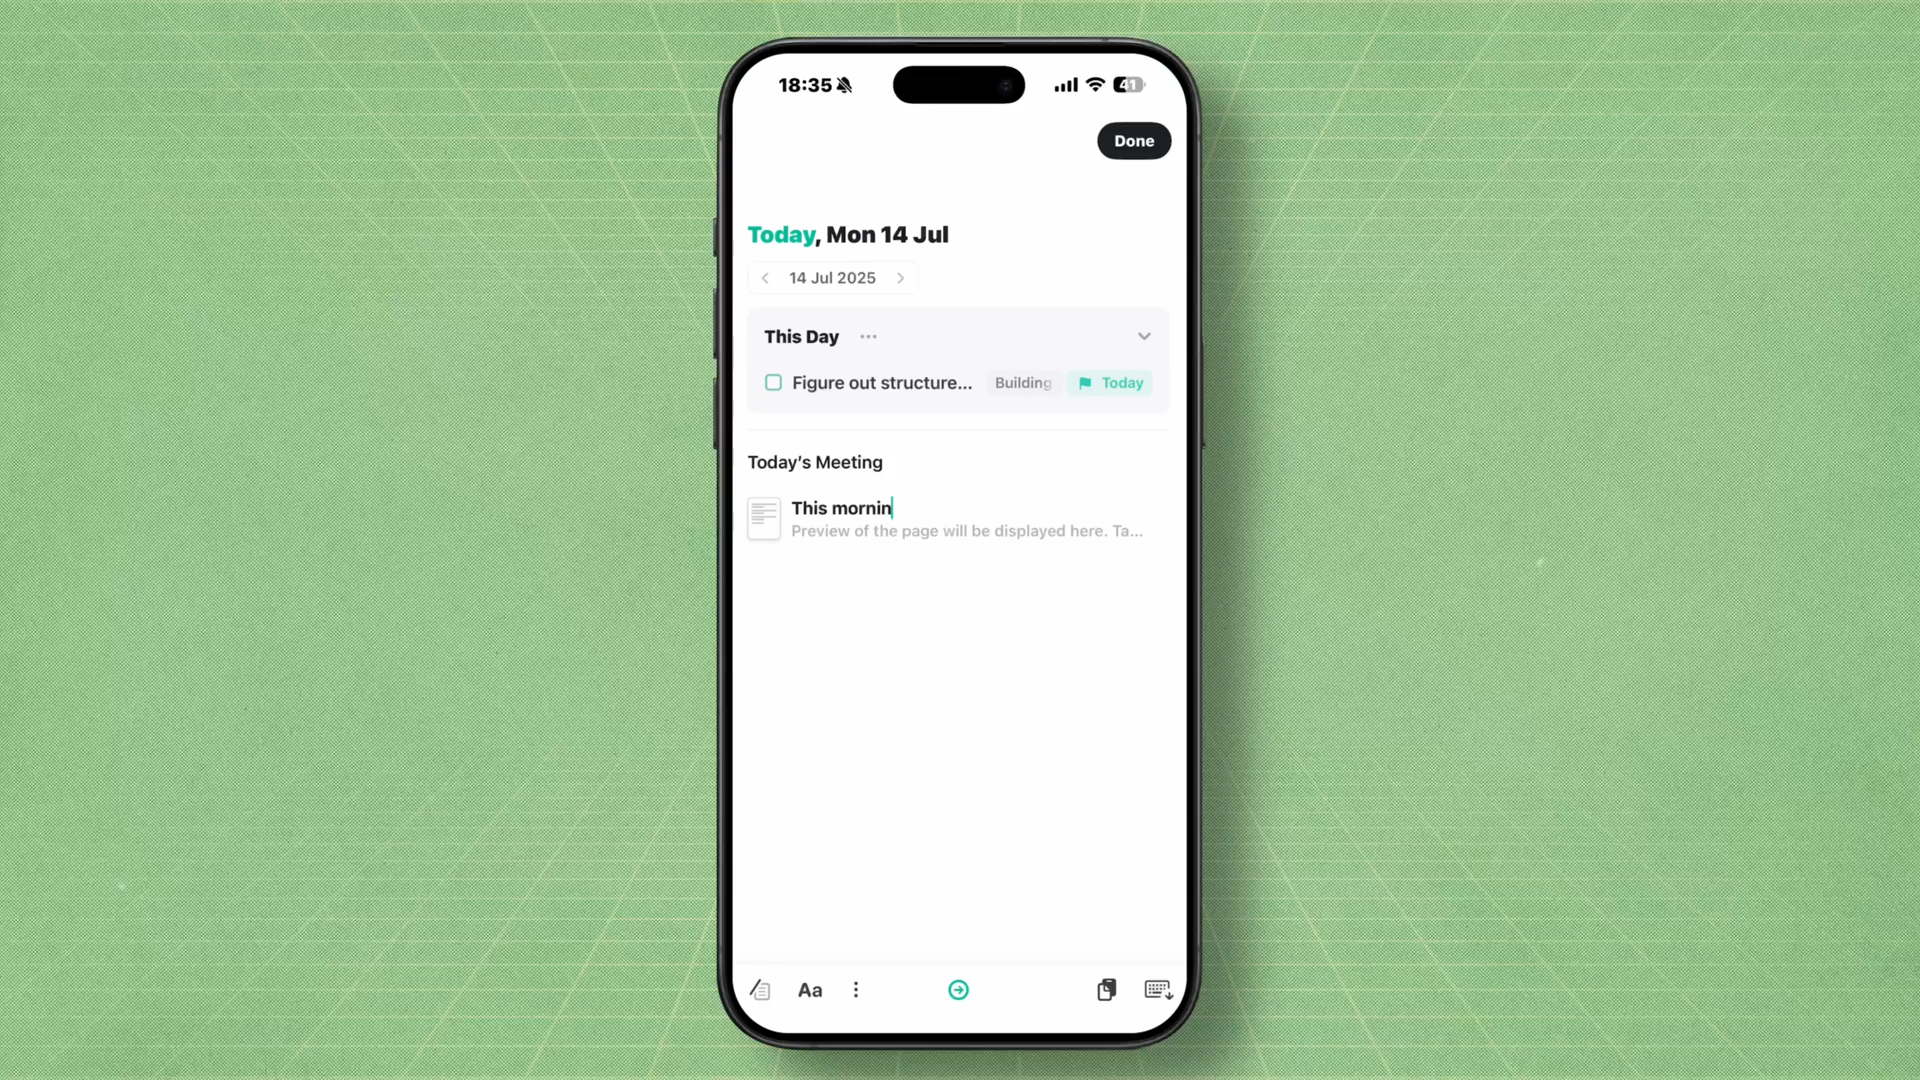 18:35 41
Done
Today, Mon 14 Jul
14 Jul 2025
This Day ...
Figure out structure... Building Today
Today's Meeting
This mornin
Preview of the page will be displayed here. Ta...
Aa